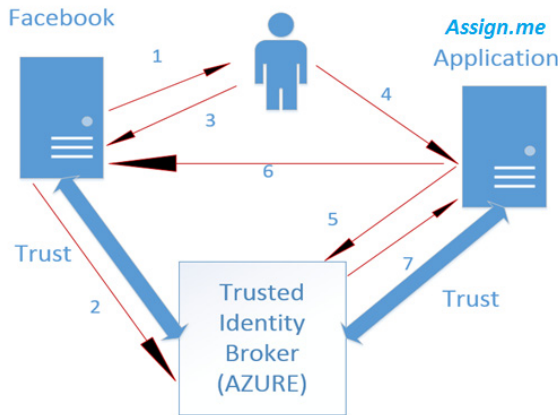 Facebook
Assign.me
Application
1
3
4
6
5
Trust
7
2
Trusted
Identity
Broker
(AZURE)
Trust